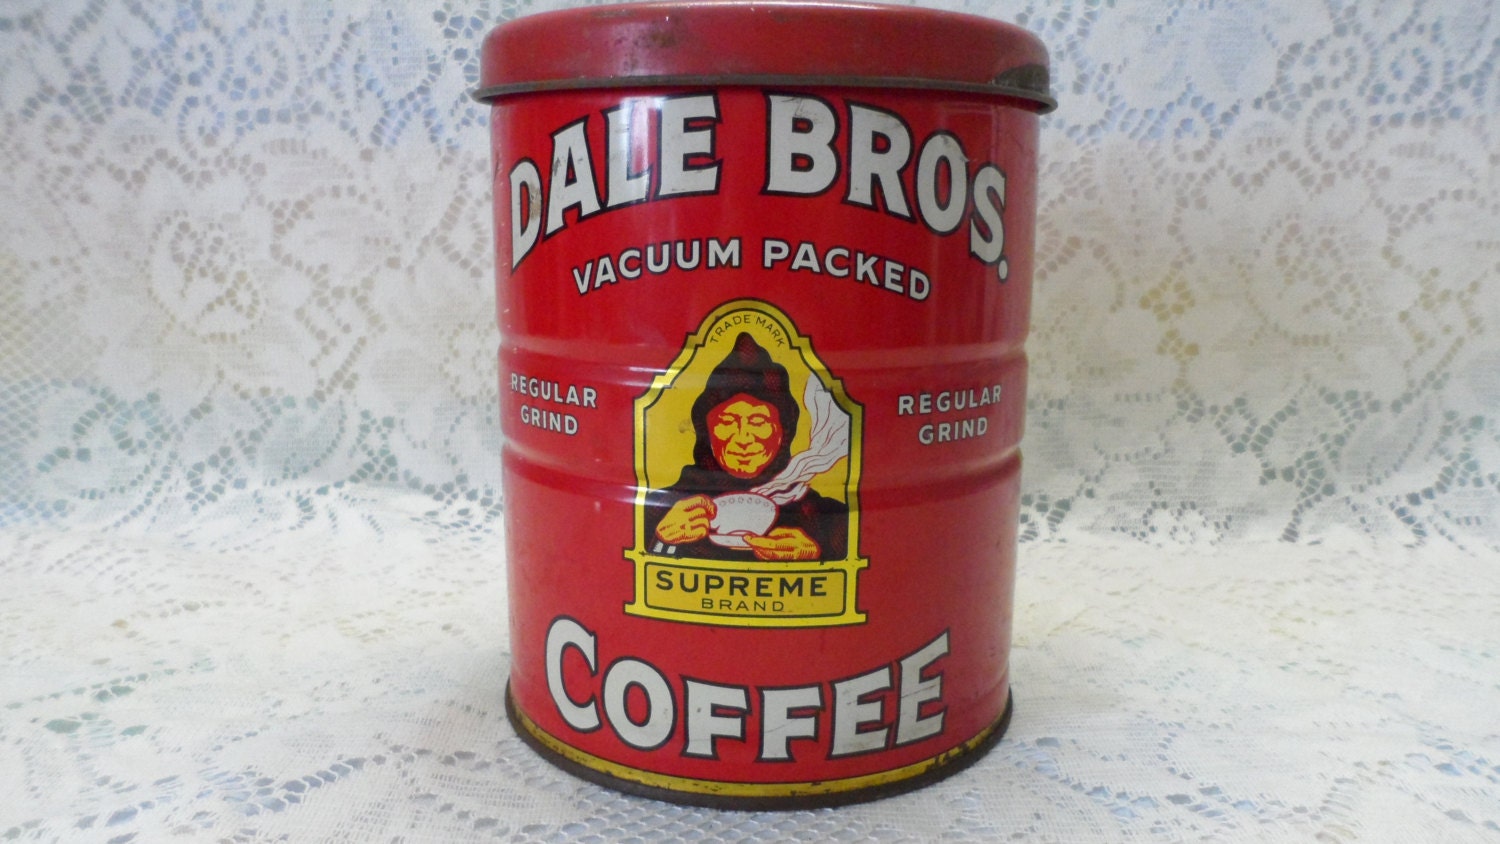 DALE BROS.
VACUUM PACKED
TRADE MARK
REGULAR
GRIND
REGULAR
GRIND
SUPREME
BRAND
COFFEE